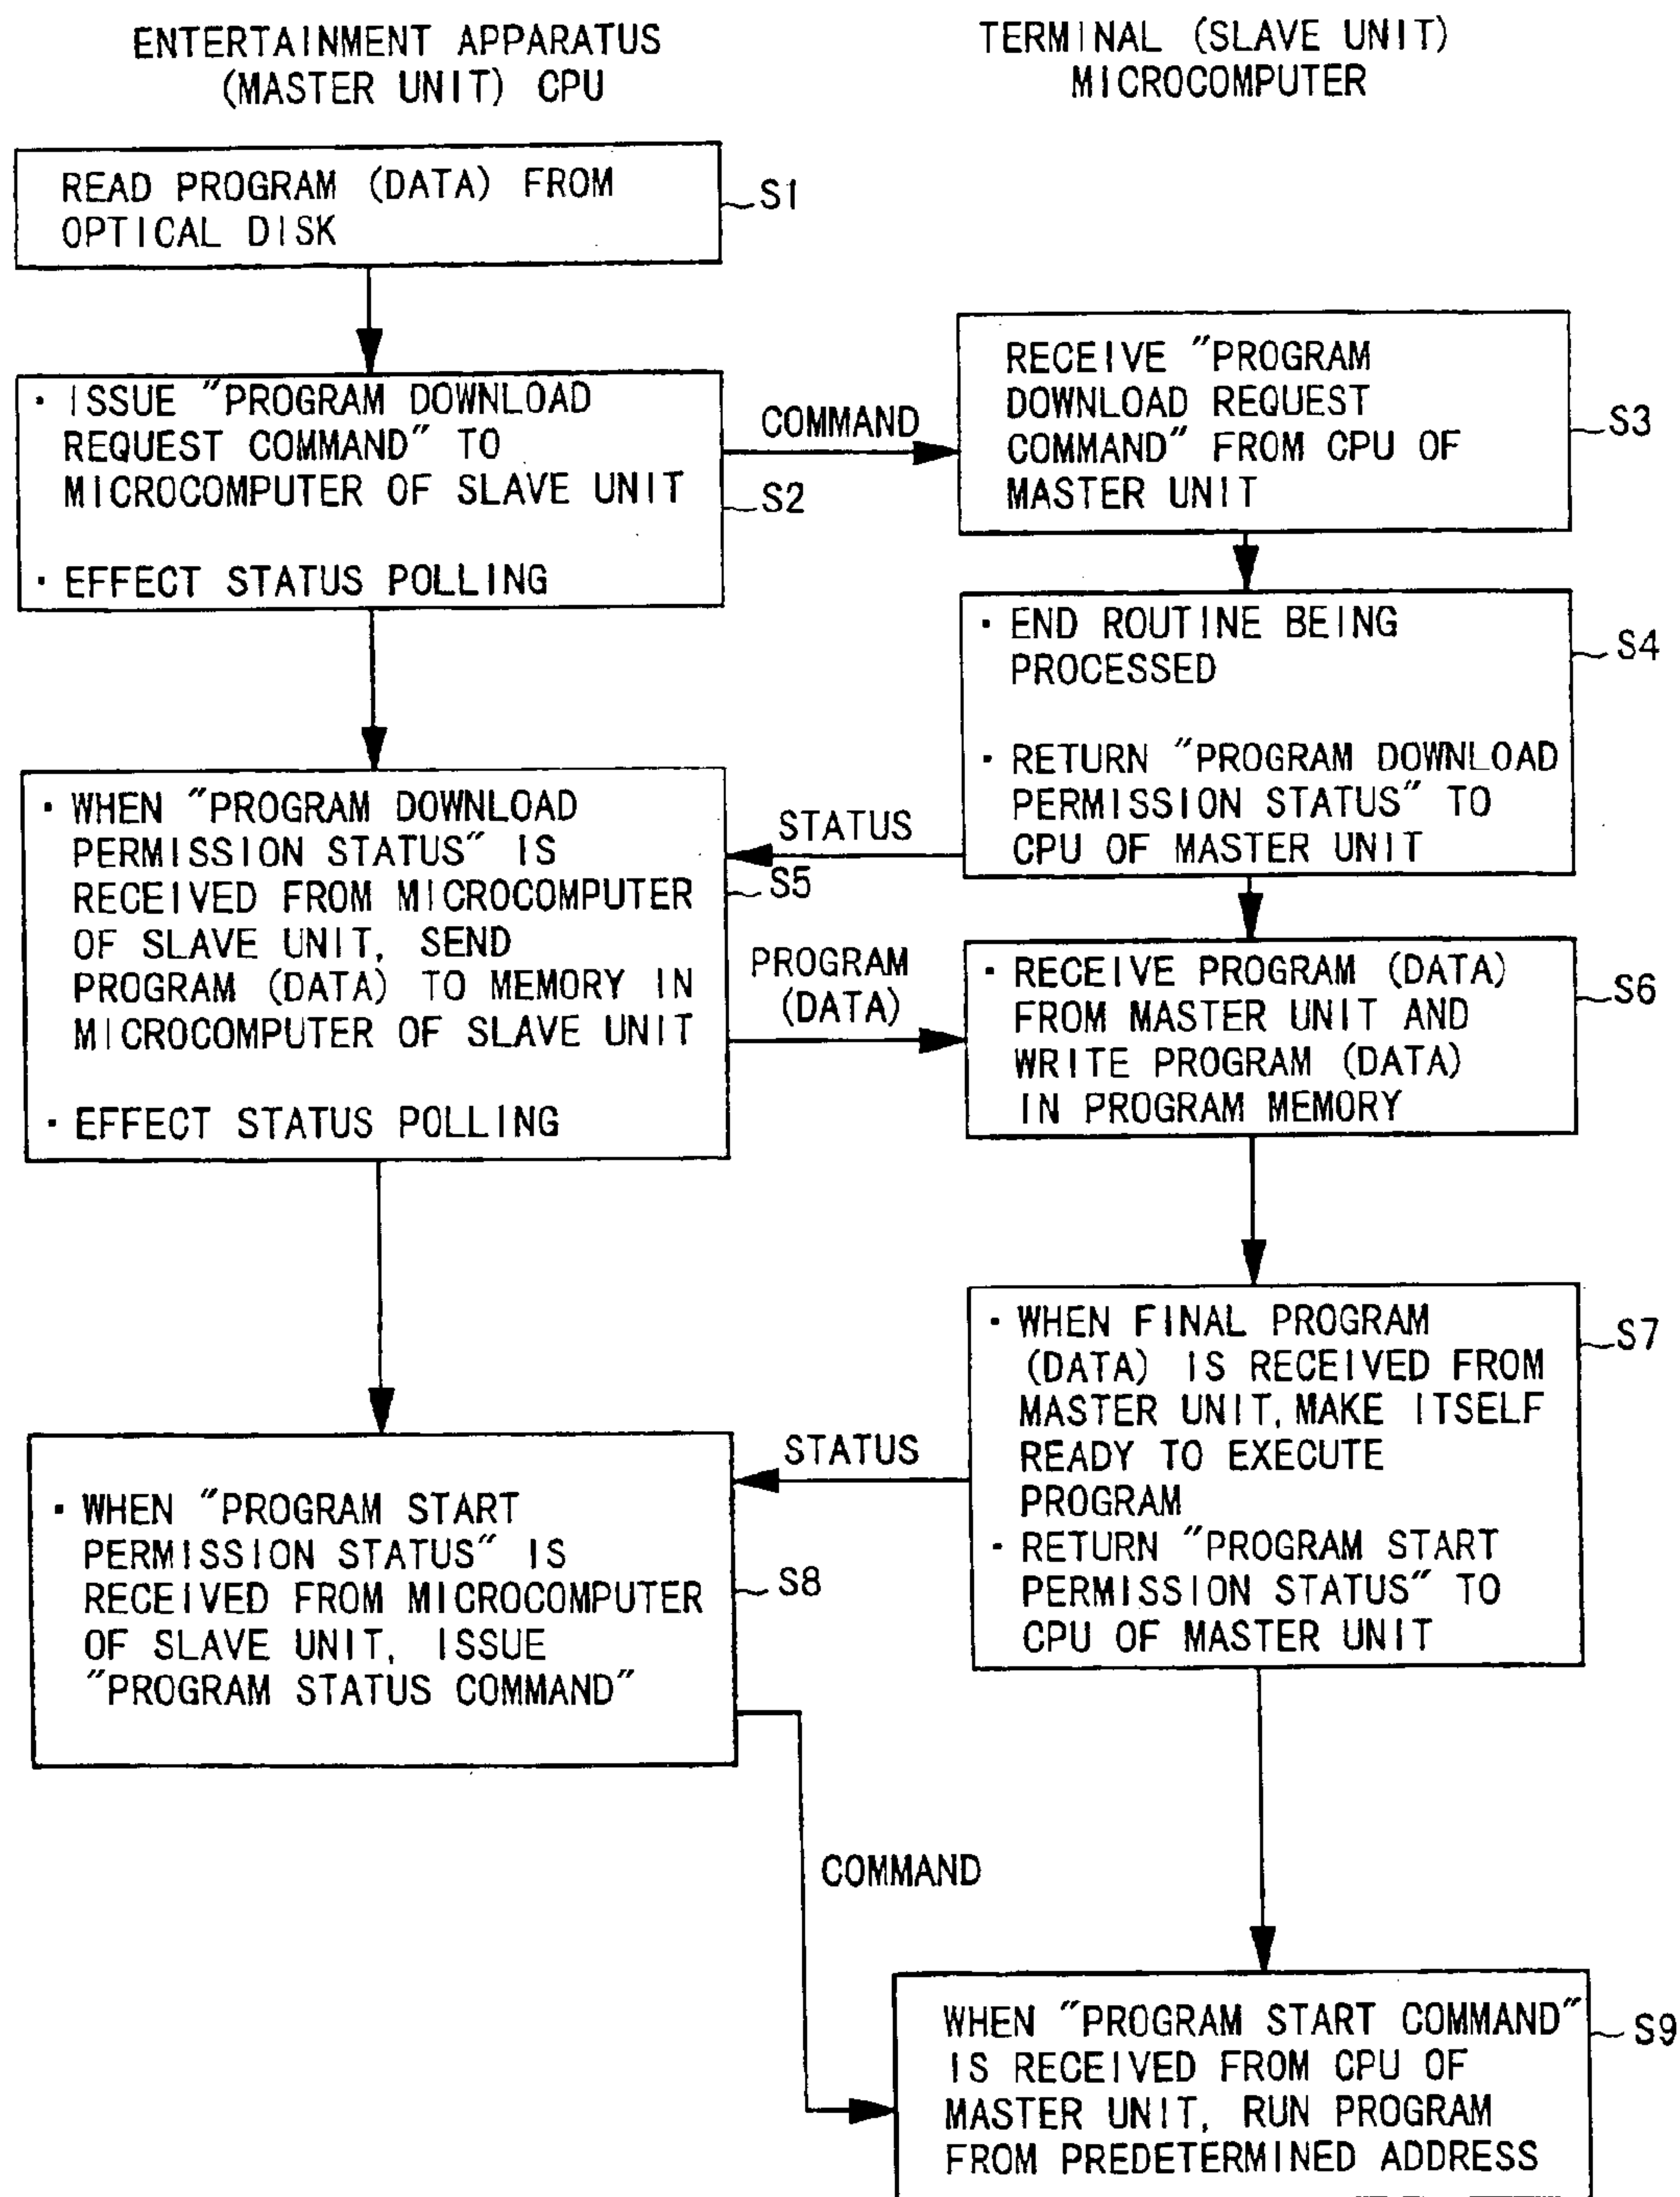 ENTERTAINMENT APPARATUS
(MASTER UNIT) CPU
TERMINAL (SLAVE UNIT)
MICROCOMPUTER
READ PROGRAM (DATA) FROM
OPTICAL DISK
S1
· ISSUE "PROGRAM DOWNLOAD
REQUEST COMMAND" TO
MICROCOMPUTER OF SLAVE UNIT
· EFFECT STATUS POLLING
S2
COMMAND
RECEIVE "PROGRAM
DOWNLOAD REQUEST
COMMAND" FROM CPU OF
MASTER UNIT
S3
· END ROUTINE BEING
PROCESSED
· RETURN "PROGRAM DOWNLOAD
PERMISSION STATUS" TO
CPU OF MASTER UNIT
S4
STATUS
· WHEN "PROGRAM DOWNLOAD
PERMISSION STATUS" IS
RECEIVED FROM MICROCOMPUTER
OF SLAVE UNIT, SEND
PROGRAM (DATA) TO MEMORY IN
MICROCOMPUTER OF SLAVE UNIT
· EFFECT STATUS POLLING
S5
PROGRAM
(DATA)
· RECEIVE PROGRAM (DATA)
FROM MASTER UNIT AND
WRITE PROGRAM (DATA)
IN PROGRAM MEMORY
S6
· WHEN FINAL PROGRAM
(DATA) IS RECEIVED FROM
MASTER UNIT, MAKE ITSELF
READY TO EXECUTE
PROGRAM
· RETURN "PROGRAM START
PERMISSION STATUS" TO
CPU OF MASTER UNIT
S7
STATUS
· WHEN "PROGRAM START
PERMISSION STATUS" IS
RECEIVED FROM MICROCOMPUTER
OF SLAVE UNIT, ISSUE
"PROGRAM STATUS COMMAND"
S8
COMMAND
WHEN "PROGRAM START COMMAND"
IS RECEIVED FROM CPU OF
MASTER UNIT, RUN PROGRAM
FROM PREDETERMINED ADDRESS
S9